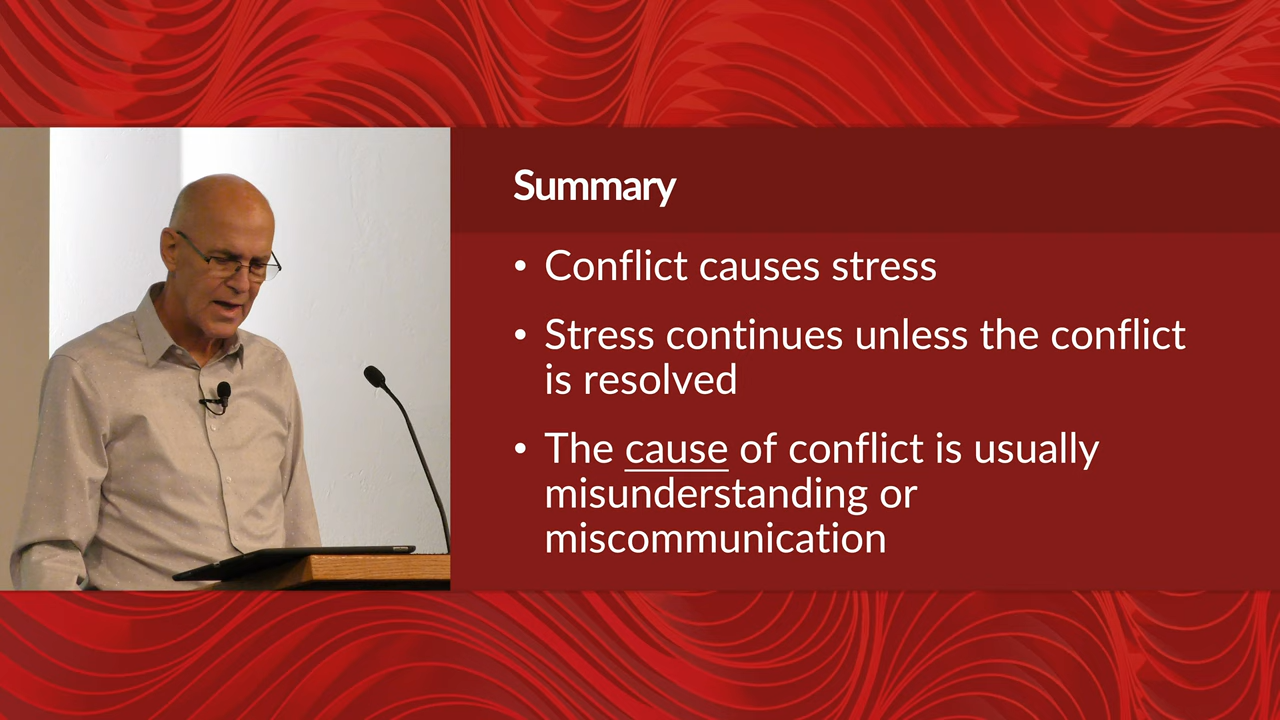 Summary
• Conflict causes stress
• Stress continues unless the conflict
is resolved
• The cause of conflict is usually
misunderstanding or
miscommunication